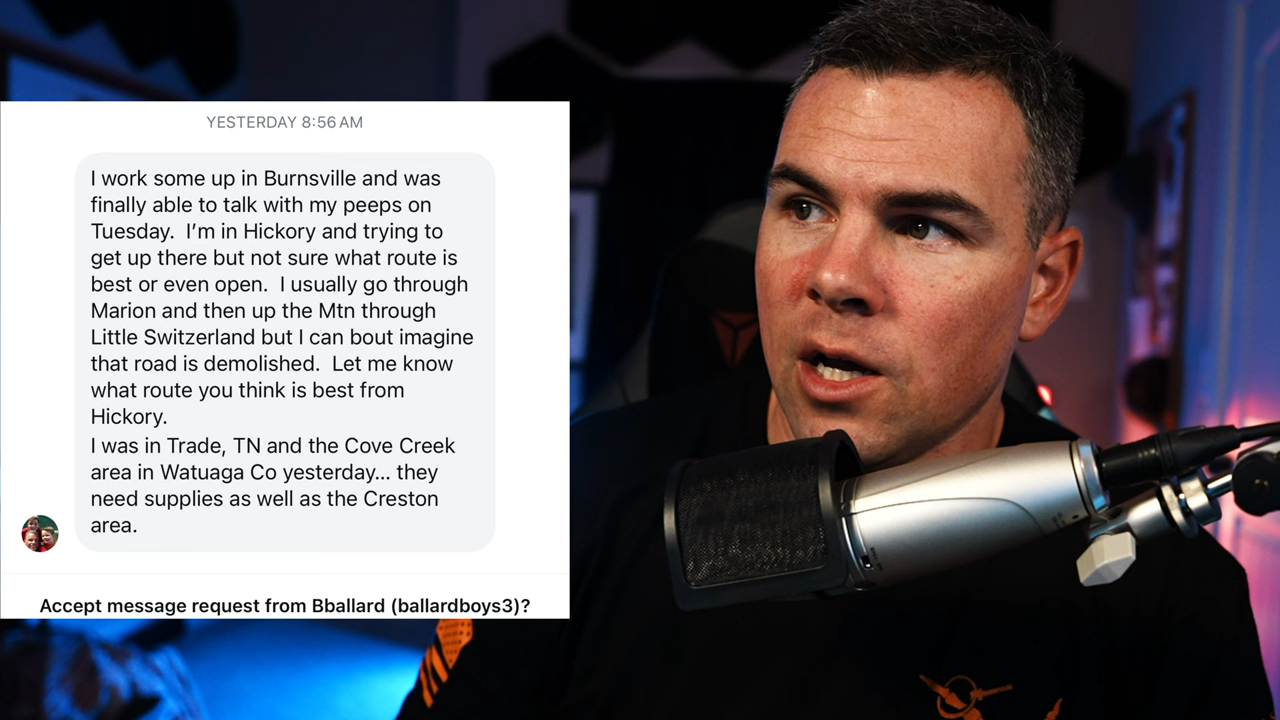 YESTERDAY 8:56 AM
I work some up in Burnsville and was
finally able to talk with my peeps on
Tuesday.  I’m in Hickory and trying to
get up there but not sure what route is
best or even open.  I usually go through
Marion and then up the Mtn through
Little Switzerland but I can bout imagine
that road is demolished.  Let me know
what route you think is best from
Hickory.
I was in Trade, TN and the Cove Creek
area in Watuaga Co yesterday... they
need supplies as well as the Creston
area.
Accept message request from Bballard (ballardboys3)?